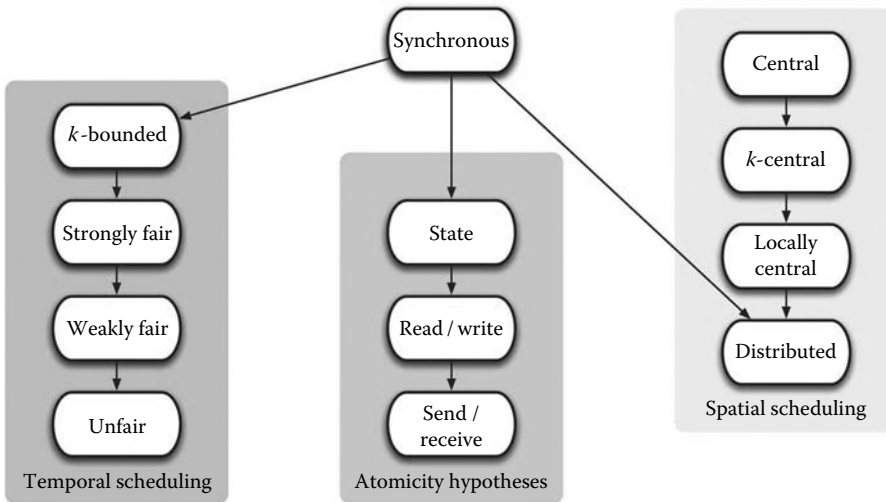 Synchronous
k-bounded
Strongly fair
Weakly fair
Unfair
Temporal scheduling
State
Read / write
Send /
receive
Atomicity hypotheses
Central
k-central
Locally
central
Distributed
Spatial scheduling